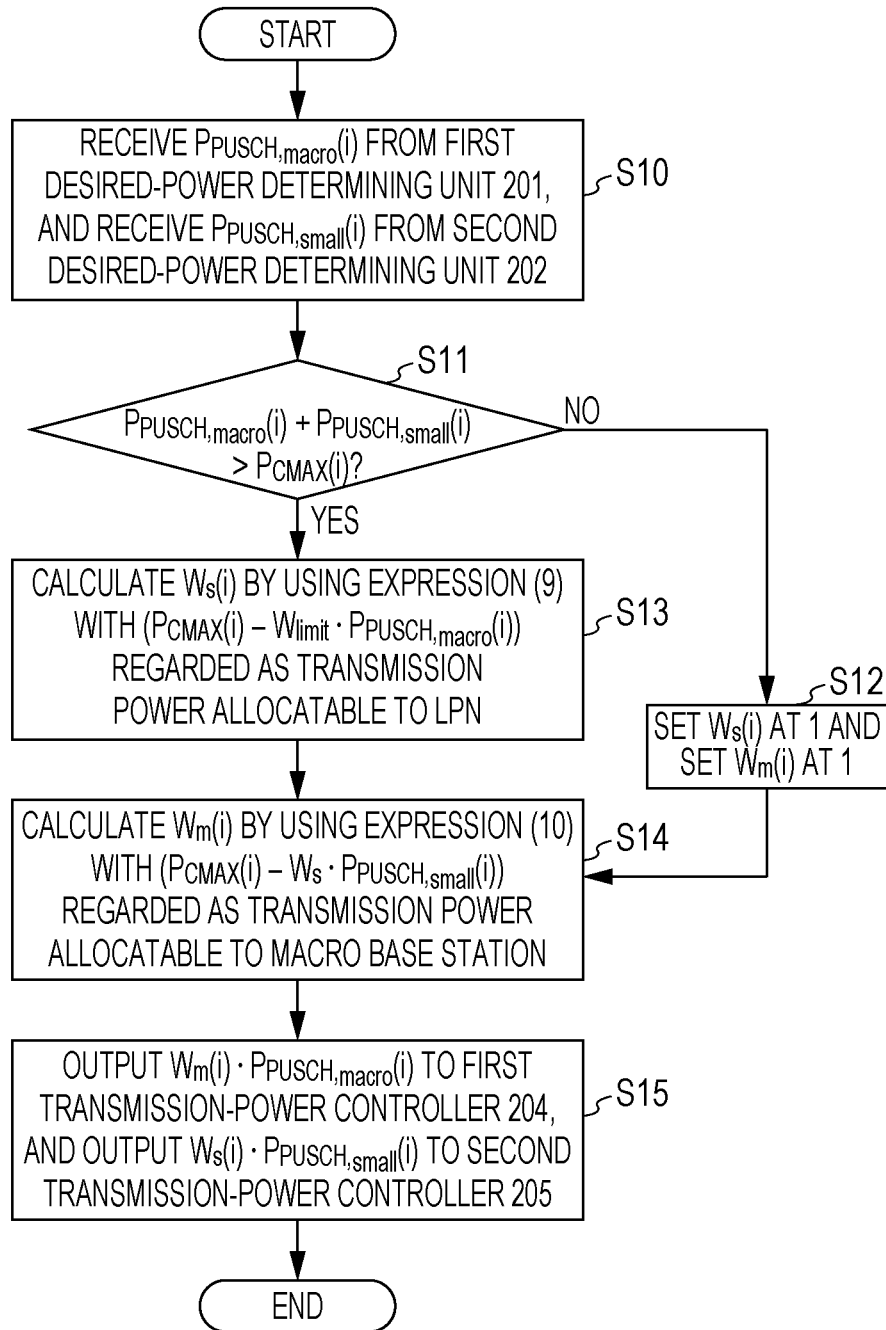 START
RECEIVE PPUSCH,macro(i) FROM FIRST
DESIRED-POWER DETERMINING UNIT 201,
AND RECEIVE PPUSCH,small(i) FROM SECOND
DESIRED-POWER DETERMINING UNIT 202
S10
S11
PPUSCH,macro(i) + PPUSCH,small(i)
> PCMAX(i)?
NO
YES
CALCULATE Ws(i) BY USING EXPRESSION (9)
WITH (PCMAX(i) – Wlimit · PPUSCH,macro(i))
REGARDED AS TRANSMISSION
POWER ALLOCATABLE TO LPN
S13
S12
SET Ws(i) AT 1 AND
SET Wm(i) AT 1
CALCULATE Wm(i) BY USING EXPRESSION (10)
WITH (PCMAX(i) – Ws · PPUSCH,small(i))
REGARDED AS TRANSMISSION POWER
ALLOCATABLE TO MACRO BASE STATION
S14
OUTPUT Wm(i) · PPUSCH,macro(i) TO FIRST
TRANSMISSION-POWER CONTROLLER 204,
AND OUTPUT Ws(i) · PPUSCH,small(i) TO SECOND
TRANSMISSION-POWER CONTROLLER 205
S15
END